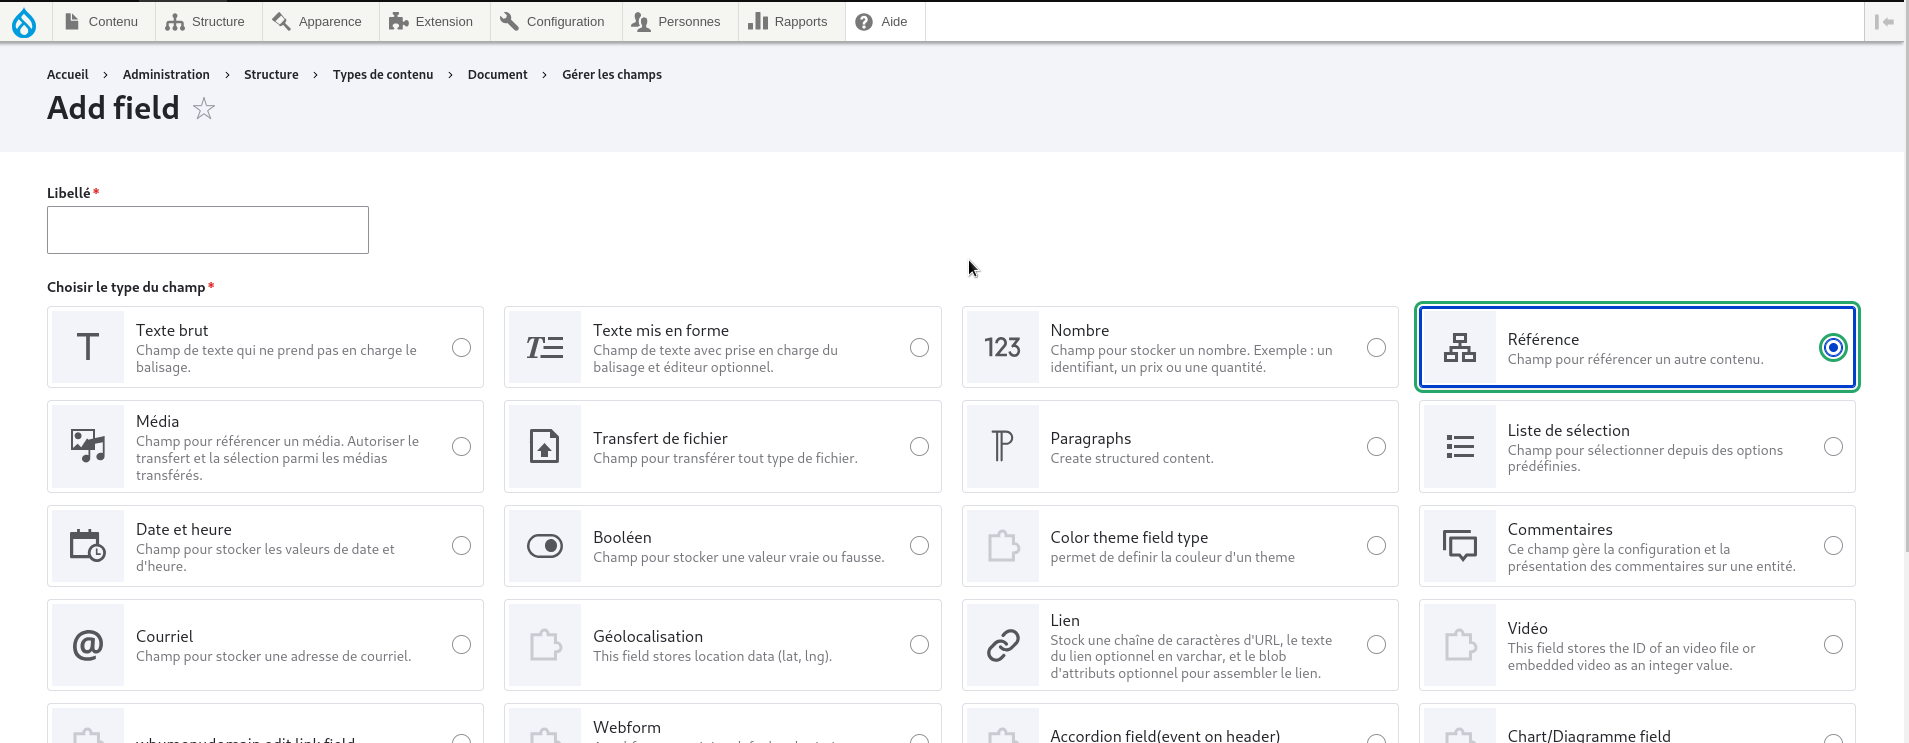 Contenu Structure Apparence Extension Configuration Personnes Rapports Aide
Accueil › Administration › Structure › Types de contenu › Document › Gérer les champs
Add field
Libellé*
Choisir le type du champ*
Texte brut
Champ de texte qui ne prend pas en charge le
balisage.
Texte mis en forme
Champ de texte avec prise en charge du
balisage et éditeur optionnel.
123
Nombre
Champ pour stocker un nombre. Exemple : un
identifiant, un prix ou une quantité.
Référence
Champ pour référencer un autre contenu.
Média
Champ pour référencer un média. Autoriser le
transfert et la sélection parmi les médias
transférés.
Transfert de fichier
Champ pour transférer tout type de fichier.
Paragraphs
Create structured content.
Liste de sélection
Champ pour sélectionner depuis des options
prédéfinies.
Date et heure
Champ pour stocker les valeurs de date et
d'heure.
Booléen
Champ pour stocker une valeur vraie ou fausse.
Color theme field type
permet de definir la couleur d'un theme
Commentaires
Ce champ gère la configuration et la
présentation des commentaires sur une entité.
@
Courriel
Champ pour stocker une adresse de courriel.
Géolocalisation
This field stores location data (lat, lng).
Lien
Stock une chaîne de caractères d'URL, le texte
du lien optionnel en varchar, et le blob
d'attributs optionnel pour assembler le lien.
Vidéo
This field stores the ID of an video file or
embedded video as an integer value.
edit link field
Webform
Accordion field(event on header)
Chart/Diagramme field